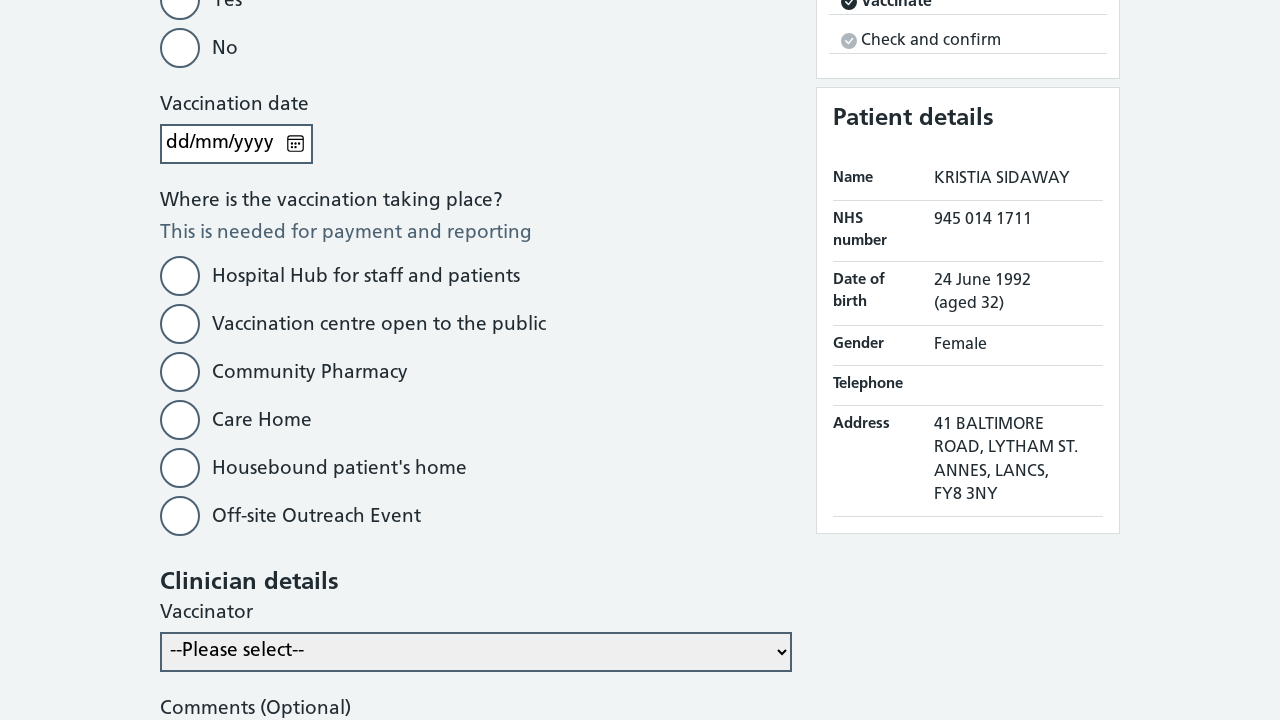 Yes
No
Vaccination date
dd/mm/yyyy
Where is the vaccination taking place?
This is needed for payment and reporting
Hospital Hub for staff and patients
Vaccination centre open to the public
Community Pharmacy
Care Home
Housebound patient's home
Off-site Outreach Event
Clinician details
Vaccinator
--Please select--
Comments (Optional)
Vaccinate
Check and confirm
Patient details
Name KRISTIA SIDAWAY
NHS number 945 014 1711
Date of birth 24 June 1992 (aged 32)
Gender Female
Telephone
Address 41 BALTIMORE
ROAD, LYTHAM ST.
ANNES, LANCS,
FY8 3NY